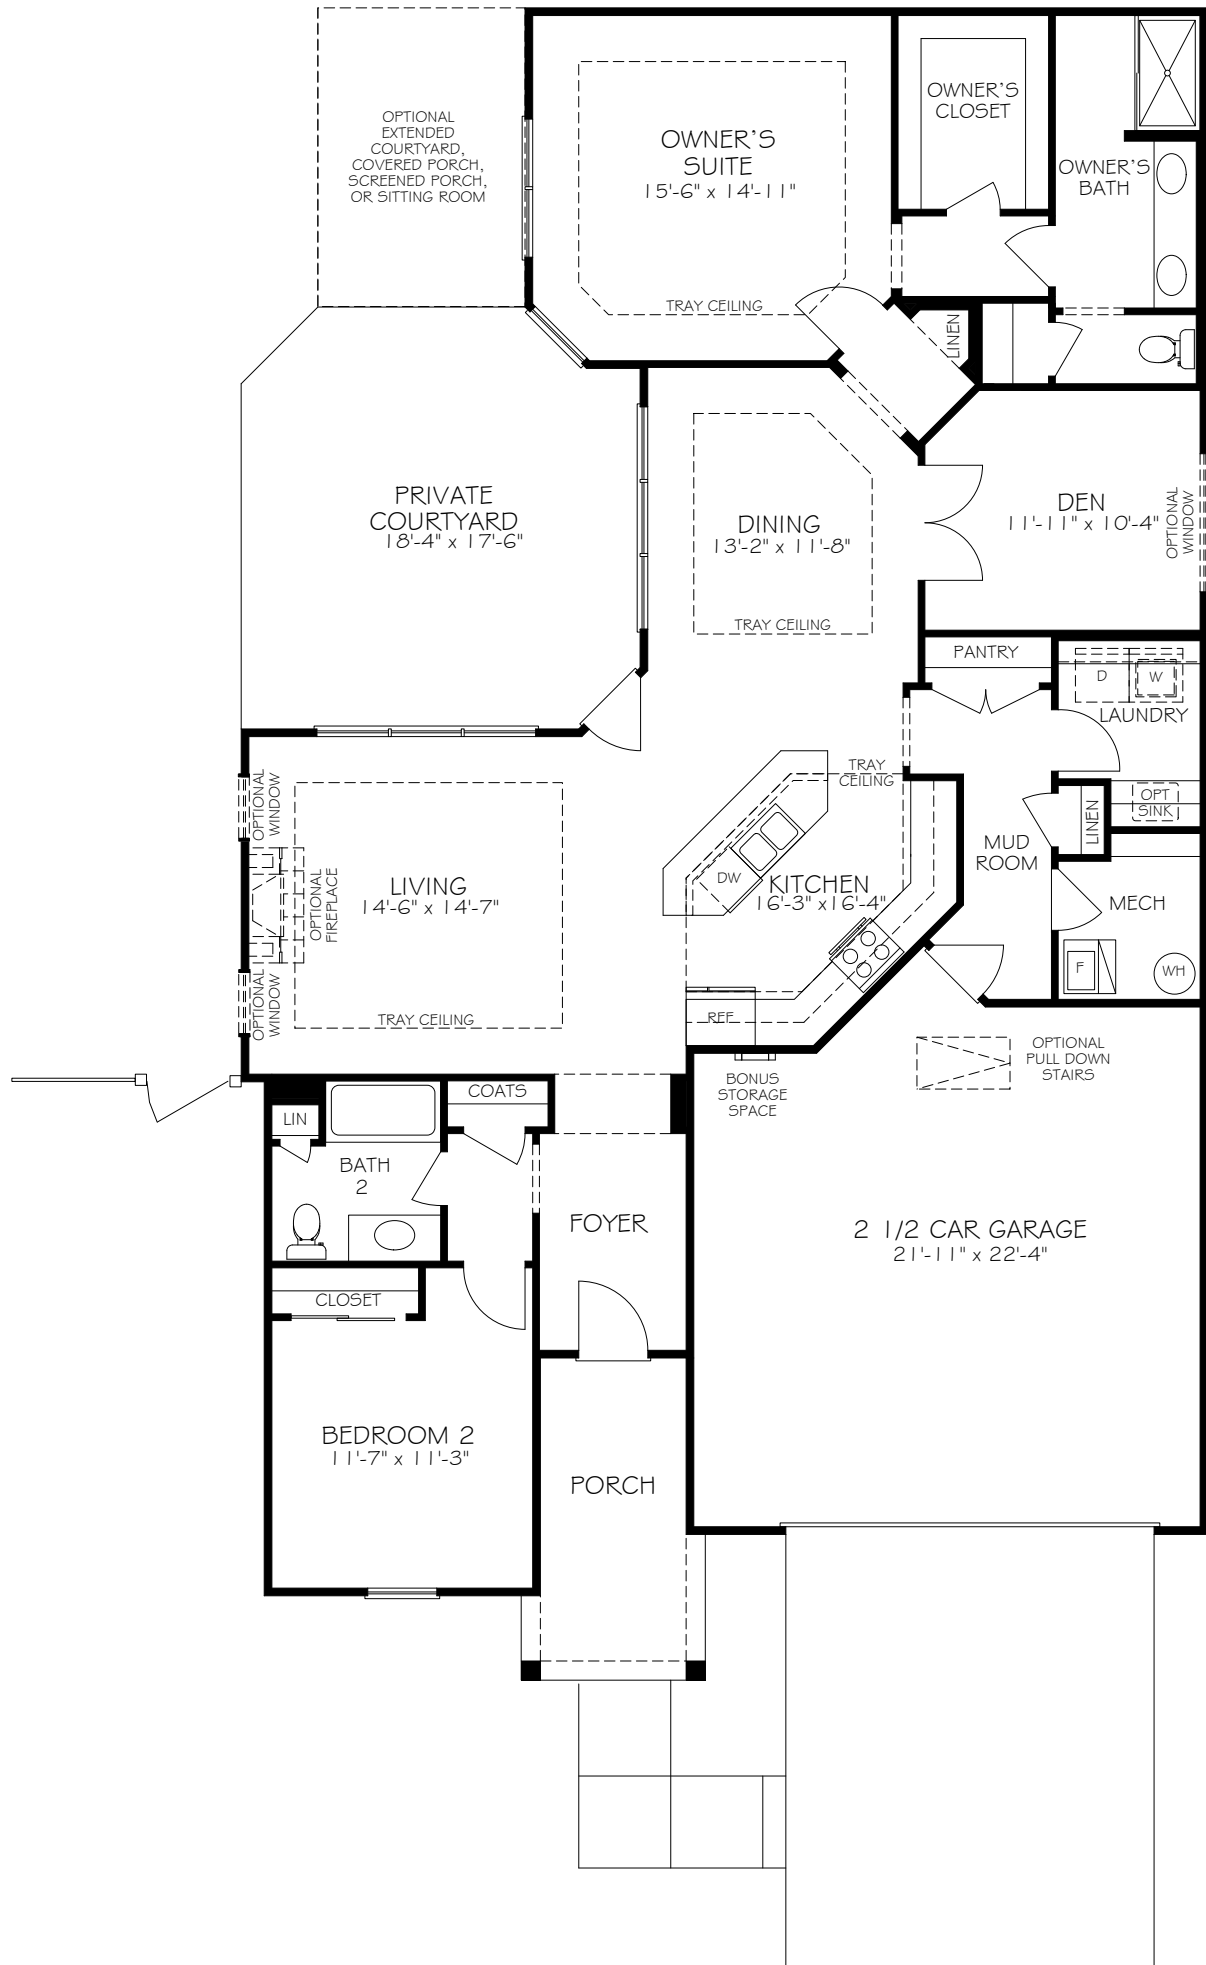 OPTIONAL
EXTENDED
COURTYARD,
COVERED PORCH,
SCREENED PORCH,
OR SITTING ROOM
OWNER'S
SUITE
15'-6" x 14'-11"
TRAY CEILING
OWNER'S
CLOSET
OWNER'S
BATH
LINEN
PRIVATE
COURTYARD
18'-4" x 17'-6"
DINING
13'-2" x 11'-8"
TRAY CEILING
DEN
11'-11" x 10'-4"
OPTIONAL
WINDOW
PANTRY
D
W
LAUNDRY
OPT
SINK
LINEN
MUD
ROOM
MECH
F
WH
TRAY
CEILING
DW
KITCHEN
16'-3" x16'-4"
REF
OPTIONAL
WINDOW
LIVING
14'-6" x 14'-7"
OPTIONAL
FIREPLACE
OPTIONAL
WINDOW
TRAY CEILING
BONUS
STORAGE
SPACE
OPTIONAL
PULL DOWN
STAIRS
LIN
COATS
BATH
2
FOYER
2 1/2 CAR GARAGE
21'-11" x 22'-4"
CLOSET
BEDROOM 2
11'-7" x 11'-3"
PORCH